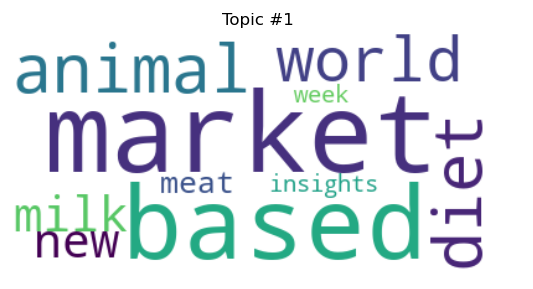 Topic #1
animal
world
week
market
diet
meat
insights
milk
based
new